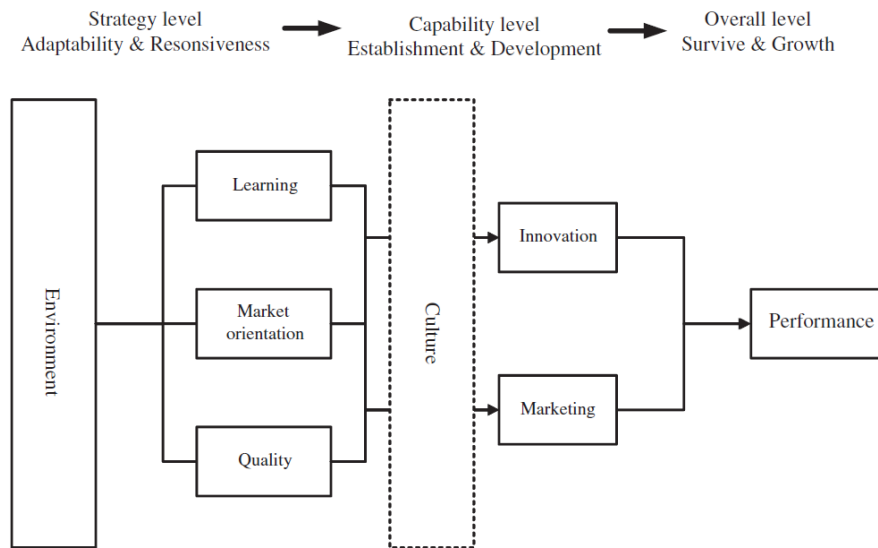 Strategy level
Adaptability & Resonsiveness
Capability level
Establishment & Development
Overall level
Survive & Growth
Environment
Learning
Market
orientation
Quality
Culture
Innovation
Marketing
Performance